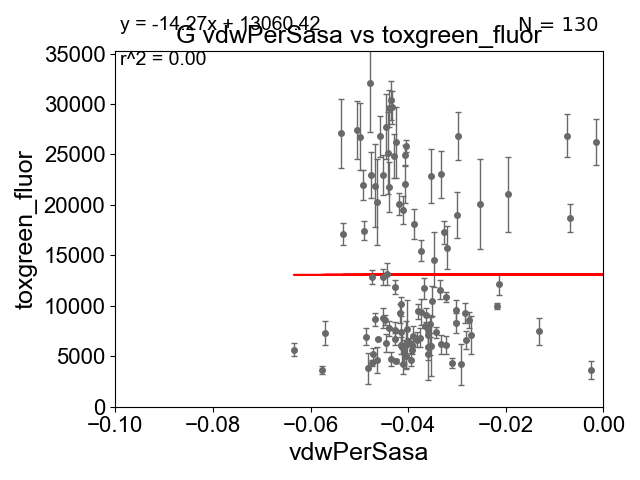 y = -14.27x + 13060.42
N = 130
G vdwPerSasa vs toxgreen_fluor
r^2 = 0.00
35000
30000
25000
20000
15000
10000
5000
0
toxgreen_fluor
−0.10 −0.08 −0.06 −0.04 −0.02 0.00
vdwPerSasa